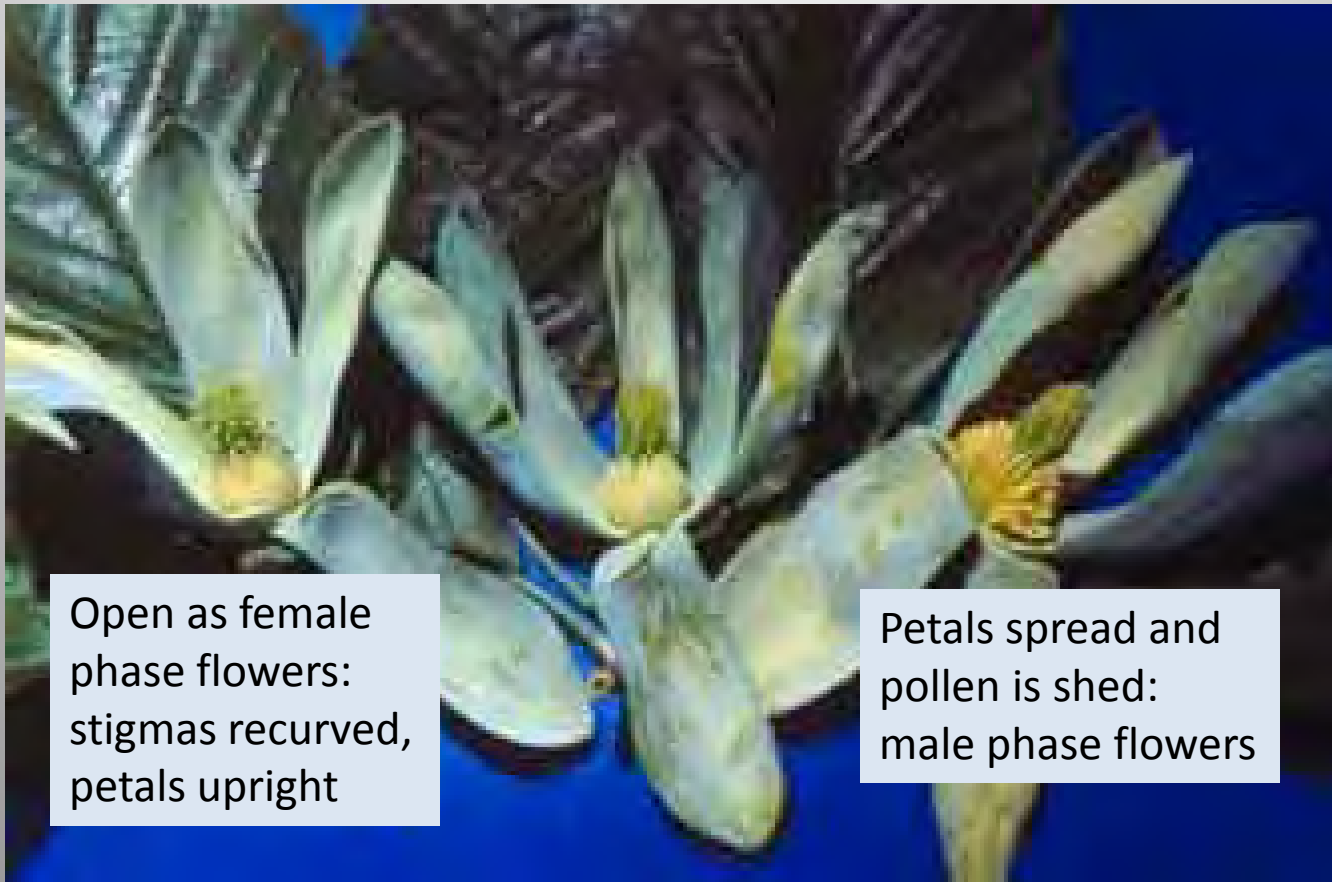 Open as female
phase flowers:
stigmas recurved,
petals upright
Petals spread and
pollen is shed:
male phase flowers